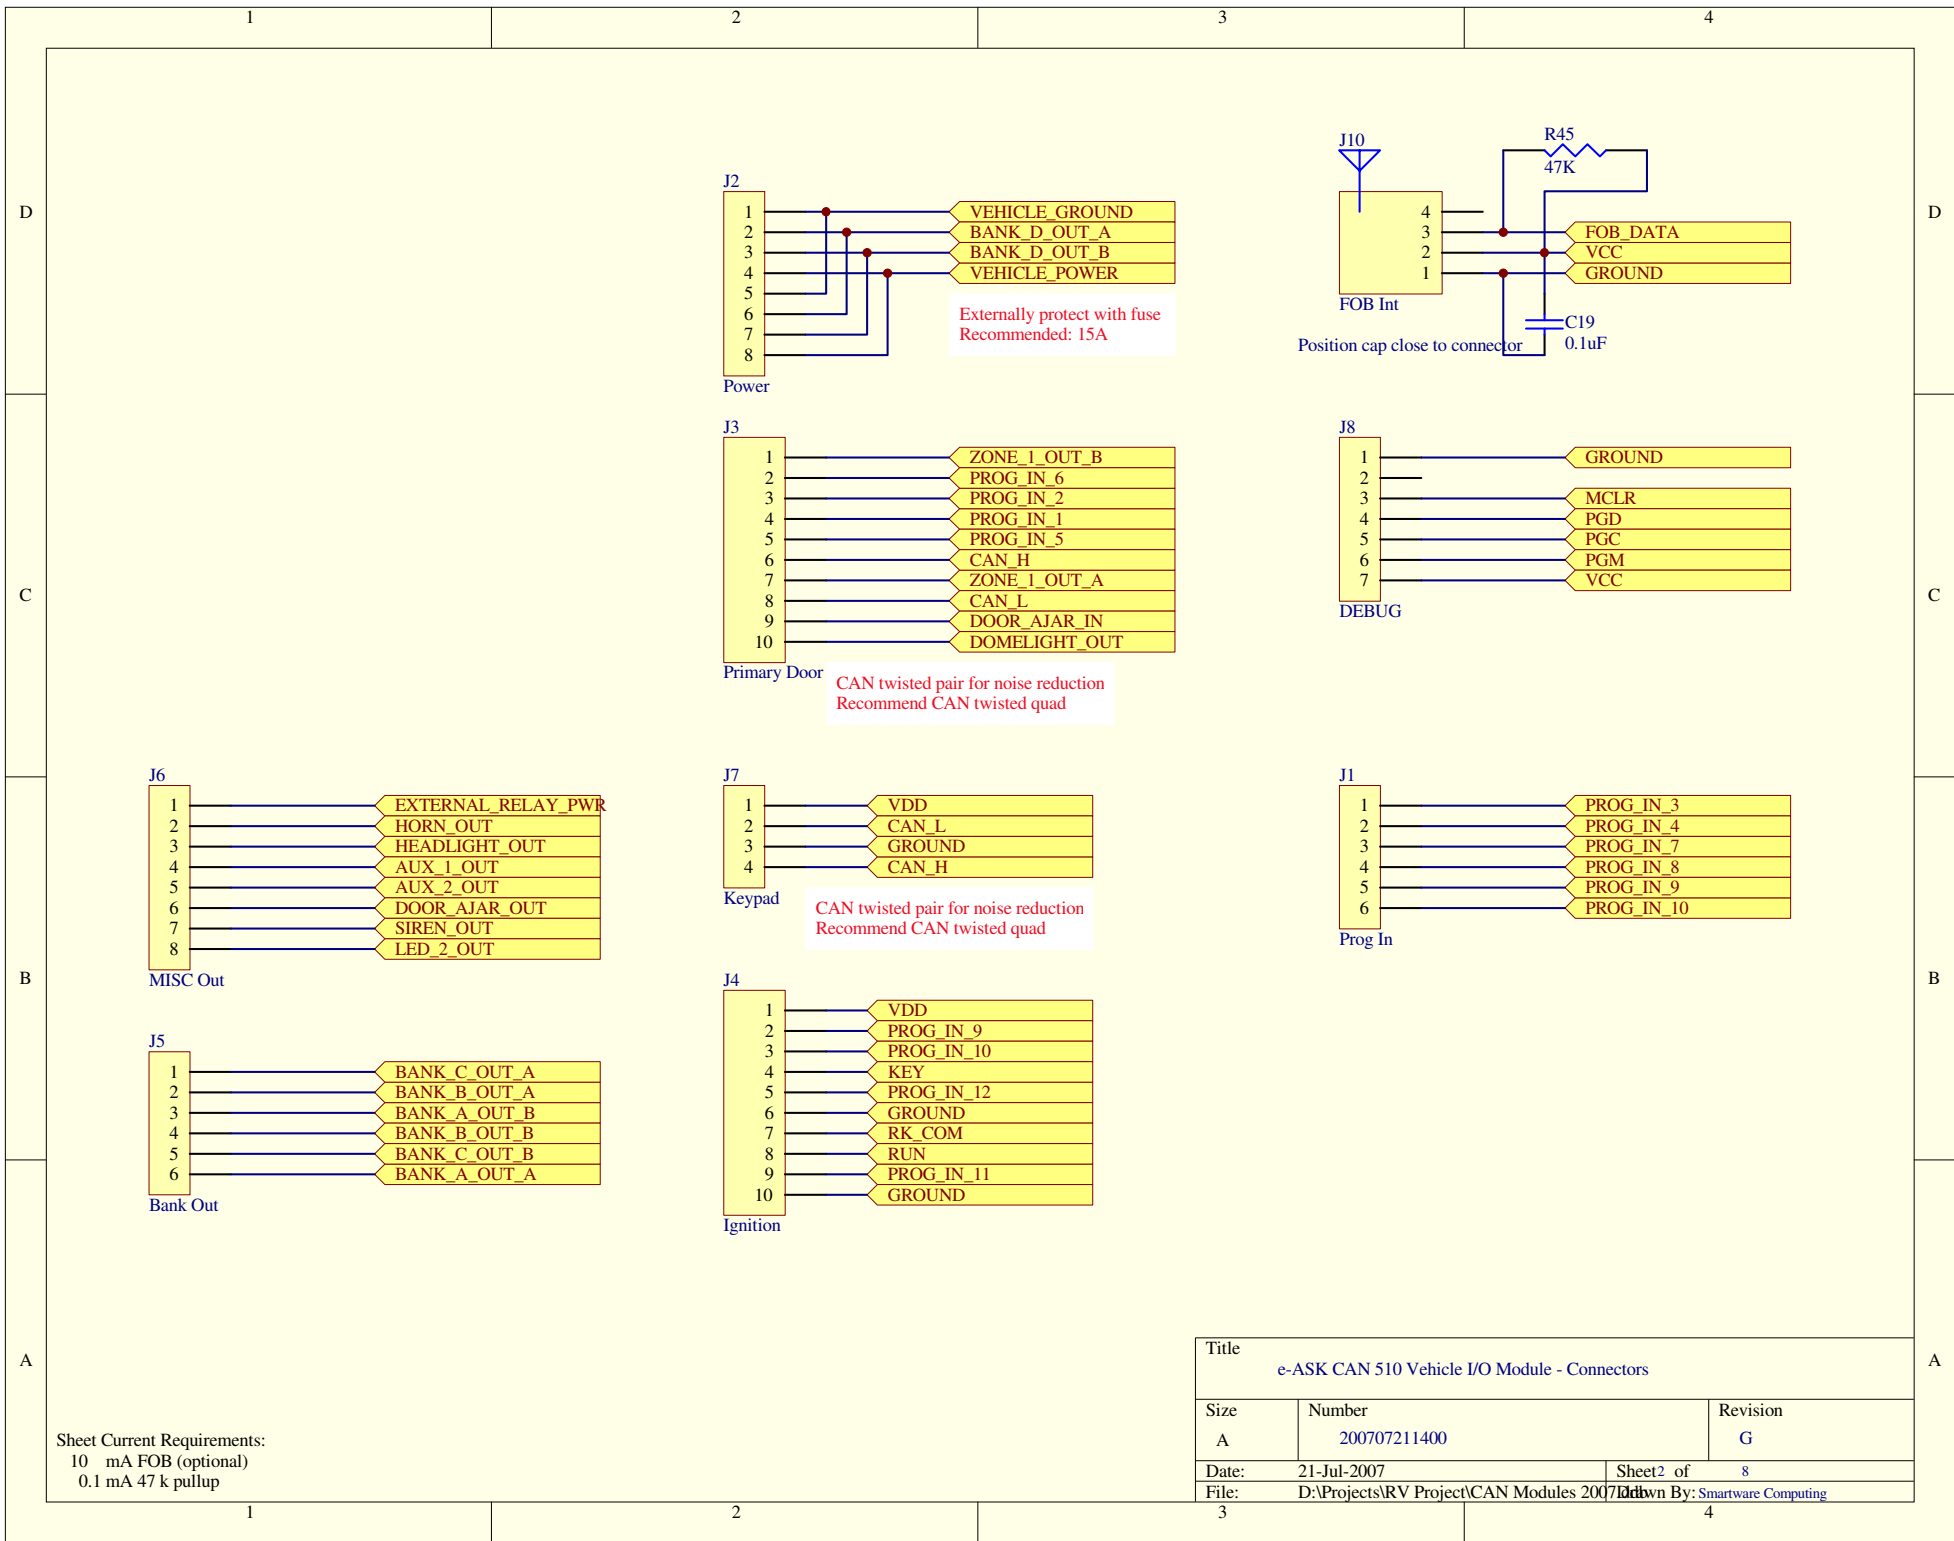 1 2 3 4
D
C
B
A
J2
1 VEHICLE_GROUND
2 BANK_D_OUT_A
3 BANK_D_OUT_B
4 VEHICLE_POWER
5
6
7
8
Power
Externally protect with fuse
Recommended: 15A
J10
R45
47K
4
3 FOB_DATA
2 VCC
1 GROUND
FOB Int
C19
0.1uF
Position cap close to connector
J3
1 ZONE_1_OUT_B
2 PROG_IN_6
3 PROG_IN_2
4 PROG_IN_1
5 PROG_IN_5
6 CAN_H
7 ZONE_1_OUT_A
8 CAN_L
9 DOOR_AJAR_IN
10 DOMELIGHT_OUT
Primary Door
CAN twisted pair for noise reduction
Recommend CAN twisted quad
J8
1 GROUND
2
3 MCLR
4 PGD
5 PGC
6 PGM
7 VCC
DEBUG
J6
1 EXTERNAL_RELAY_PWR
2 HORN_OUT
3 HEADLIGHT_OUT
4 AUX_1_OUT
5 AUX_2_OUT
6 DOOR_AJAR_OUT
7 SIREN_OUT
8 LED_2_OUT
MISC Out
J7
1 VDD
2 CAN_L
3 GROUND
4 CAN_H
Keypad
CAN twisted pair for noise reduction
Recommend CAN twisted quad
J1
1 PROG_IN_3
2 PROG_IN_4
3 PROG_IN_7
4 PROG_IN_8
5 PROG_IN_9
6 PROG_IN_10
Prog In
J5
1 BANK_C_OUT_A
2 BANK_B_OUT_A
3 BANK_A_OUT_B
4 BANK_B_OUT_B
5 BANK_C_OUT_B
6 BANK_A_OUT_A
Bank Out
J4
1 VDD
2 PROG_IN_9
3 PROG_IN_10
4 KEY
5 PROG_IN_12
6 GROUND
7 RK_COM
8 RUN
9 PROG_IN_11
10 GROUND
Ignition
Sheet Current Requirements:
10 mA FOB (optional)
0.1 mA 47 k pullup
Title
e-ASK CAN 510 Vehicle I/O Module - Connectors
Size Number Revision
A 200707211400 G
Date: 21-Jul-2007 Sheet 2 of 8
File: D:\Projects\RV Project\CAN Modules 2007.ddb Drawn By: Smartware Computing
D
C
B
A
1 2 3 4